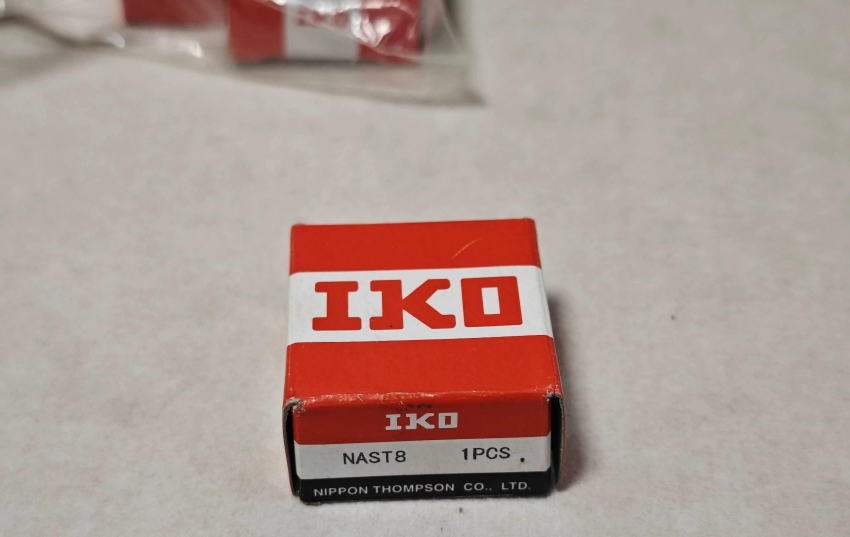 IKO
IKO
NAST8 1PCS.
NIPPON THOMPSON CO., LTD.